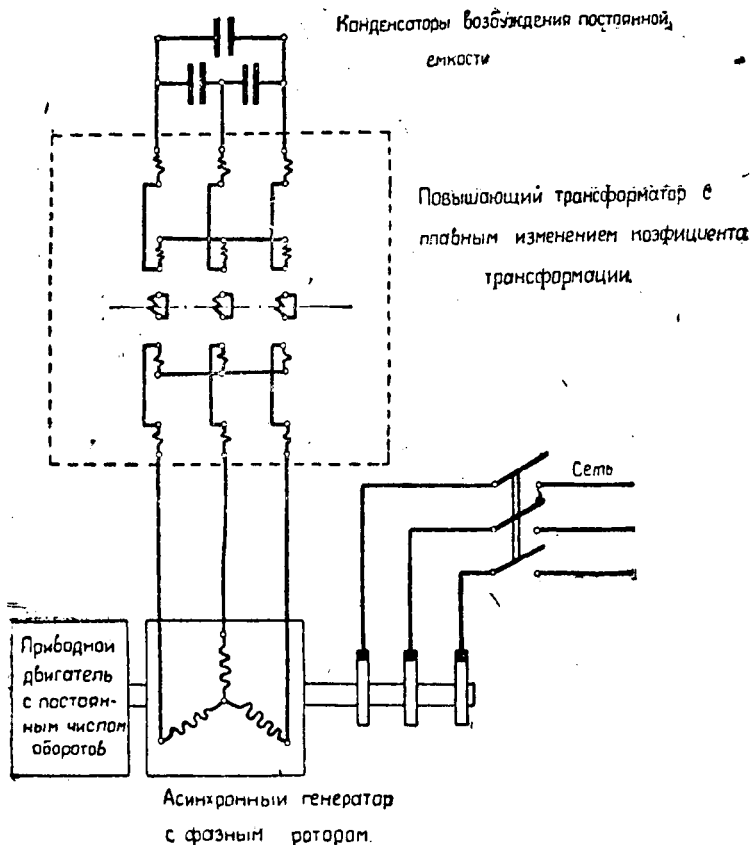 Конденсаторы возбуждения постоянной
емкости
Повышающий трансформатор с
плавным изменением коэфициента
трансформации.
Сеть
Приводной
двигатель
с постоян-
ным числом
оборотов
Асинхронный генератор
с фазным ротором.